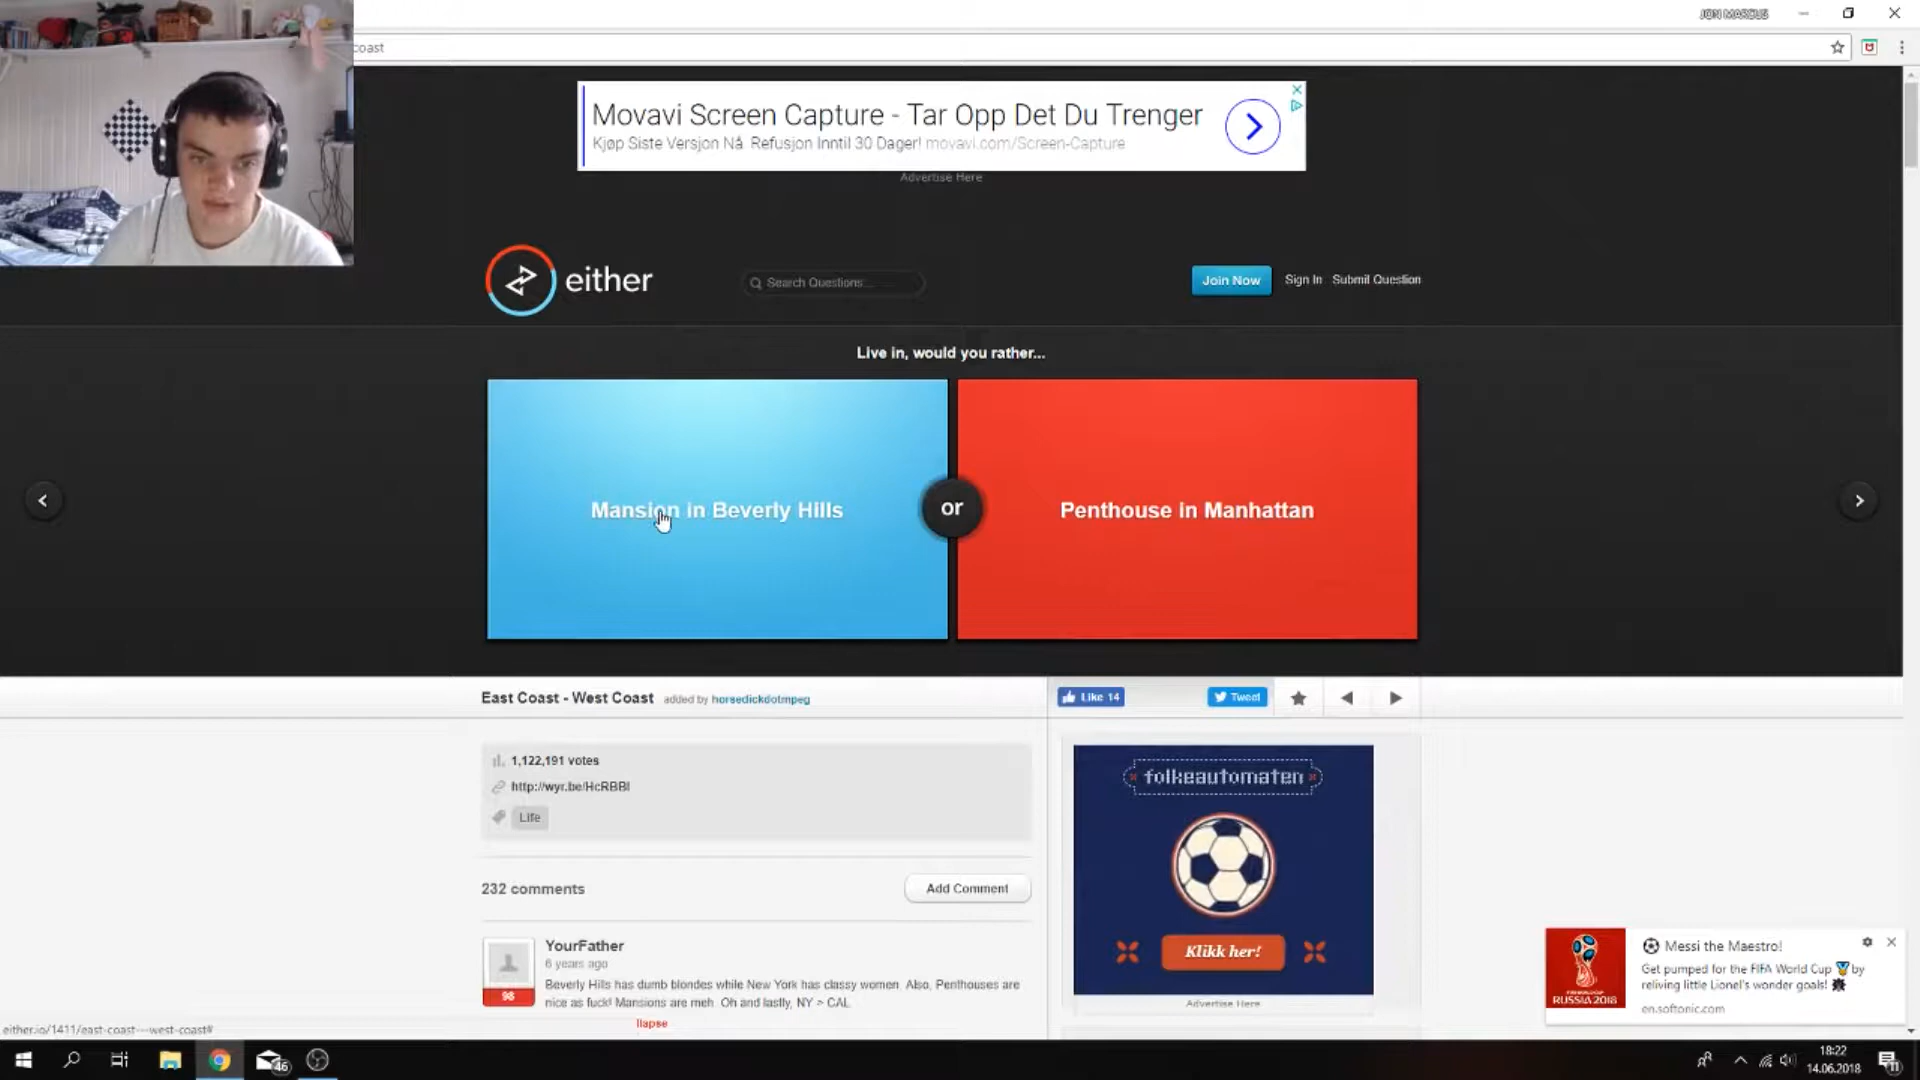 JON MARCUS
coast
Movavi Screen Capture - Tar Opp Det Du Trenger
Kjøp Siste Versjon Nå Refusjon Inntil 30 Dager! movavi.com/Screen-Capture
Advertise Here
either
Search Questions...
Join Now
Sign In
Submit Question
Live in, would you rather...
Mansion in Beverly Hills
or
Penthouse in Manhattan
East Coast - West Coast added by horsedickdotmpeg
Like 14
Tweet
1,122,191 votes
http://wyr.be/HcRBBl
Life
232 comments
Add Comment
YourFather
6 years ago
98
Beverly Hills has dumb blondes while New York has classy women. Also, Penthouses are
nice as fuck! Mansions are meh. Oh and lastly, NY > CAL
llapse
folkeautomaten
Klikk her!
Advertise Here
Messi the Maestro!
Get pumped for the FIFA World Cup by
reliving little Lionel's wonder goals!
en.softonic.com
RUSSIA 2018
either.io/1411/east-coast---west-coast#
46
18:22
14.06.2018